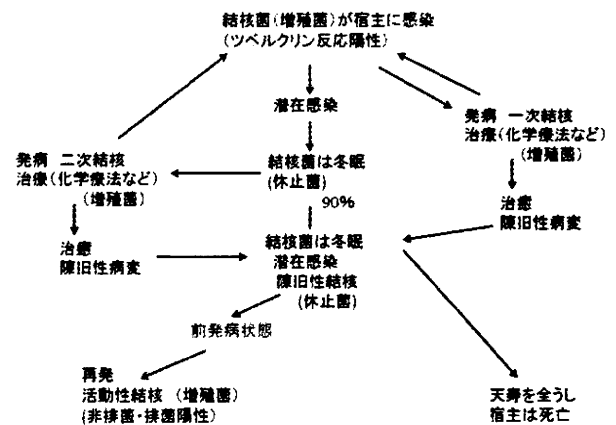 結核菌(増殖菌)が宿主に感染
(ツベルクリン反応陽性)
潜在感染
発病 一次結核
治療(化学療法など)
(増殖菌)
発病 二次結核
治療(化学療法など)
(増殖菌)
結核菌は冬眠
(休止菌)
90%
治癒
陳旧性病変
治癒
陳旧性病変
結核菌は冬眠
潜在感染
陳旧性結核
(休止菌)
前発病状態
再発
活動性結核 (増殖菌)
(非排菌・排菌陽性)
天寿を全うし
宿主は死亡